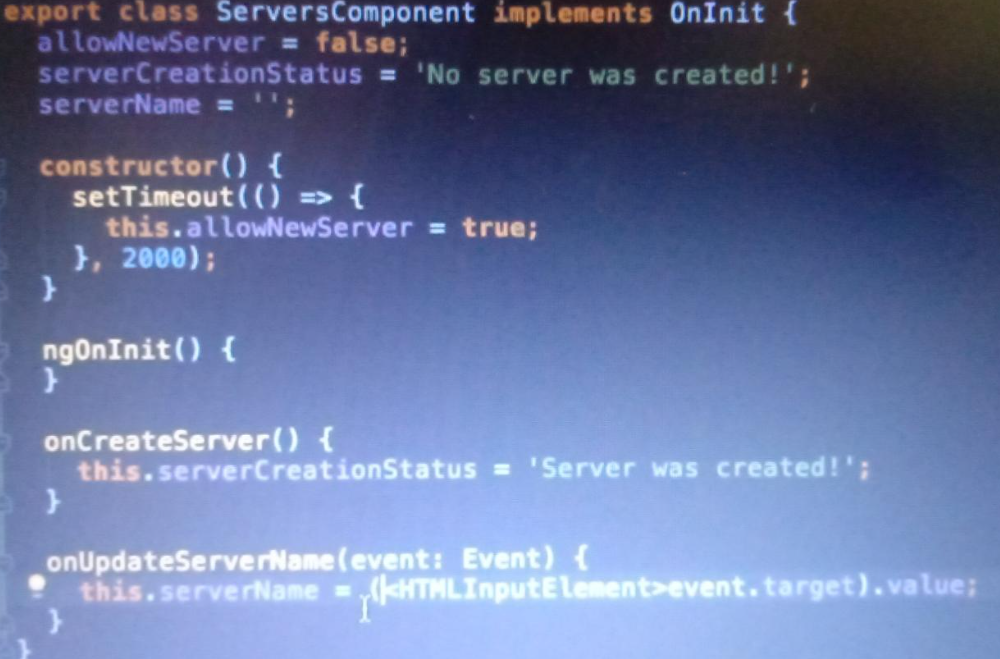 export class ServersComponent implements OnInit {
allowNewServer = false;
serverCreationStatus = 'No server was created!';
serverName = '';
constructor() {
setTimeout(() => {
this.allowNewServer = true;
}, 2000);
}
ngOnInit() {
}
onCreateServer() {
this.serverCreationStatus = 'Server was created!';
}
onUpdateServerName(event: Event) {
this.serverName = (<HTMLInputElement>event.target).value;
}
}